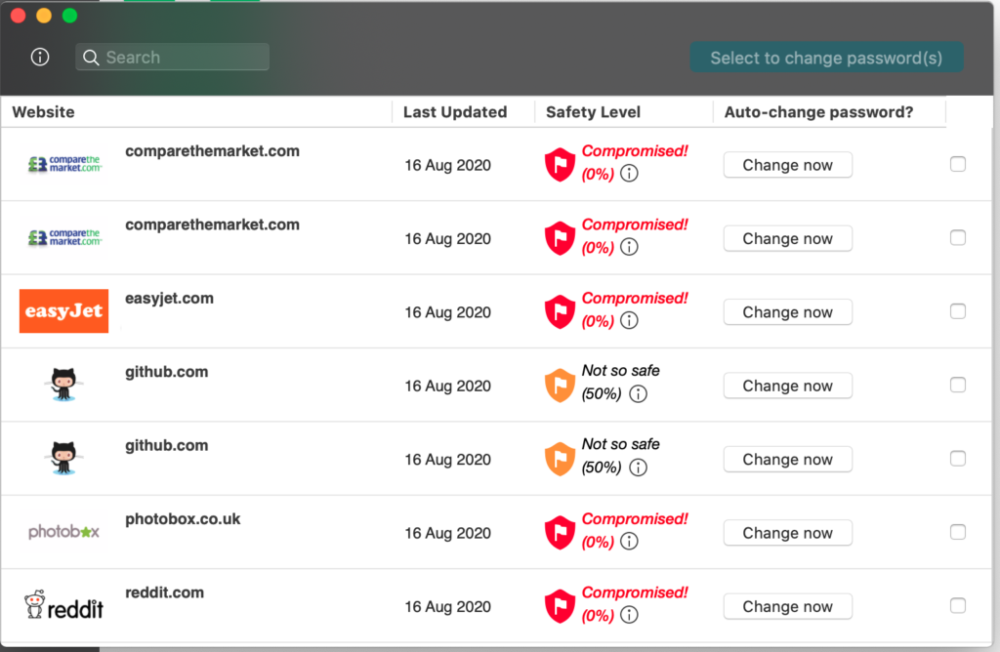 Search
Select to change password(s)
Website Last Updated Safety Level Auto-change password?
comparethe
market.com
comparethemarket.com
16 Aug 2020
Compromised!
(0%)
Change now
comparethe
market.com
comparethemarket.com
16 Aug 2020
Compromised!
(0%)
Change now
easyJet
easyjet.com
16 Aug 2020
Compromised!
(0%)
Change now
github.com
16 Aug 2020
Not so safe
(50%)
Change now
github.com
16 Aug 2020
Not so safe
(50%)
Change now
photobox
photobox.co.uk
16 Aug 2020
Compromised!
(0%)
Change now
reddit
reddit.com
16 Aug 2020
Compromised!
(0%)
Change now